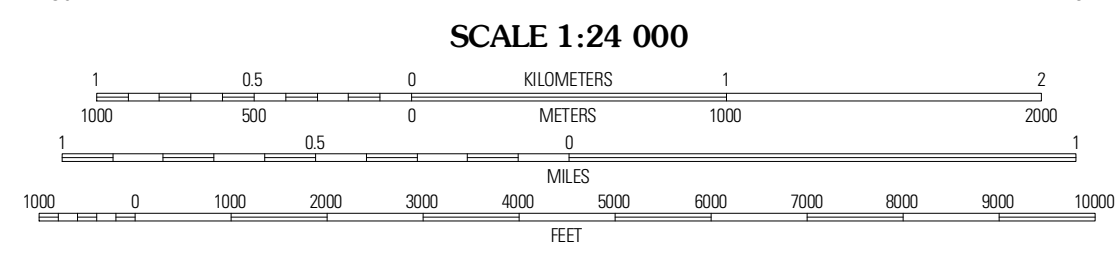 SCALE 1:24 000
1 0.5 0 KILOMETERS 1 2
1000 500 0 METERS 1000 2000
1 0.5 0 1
MILES
1000 0 1000 2000 3000 4000 5000 6000 7000 8000 9000 10000
FEET